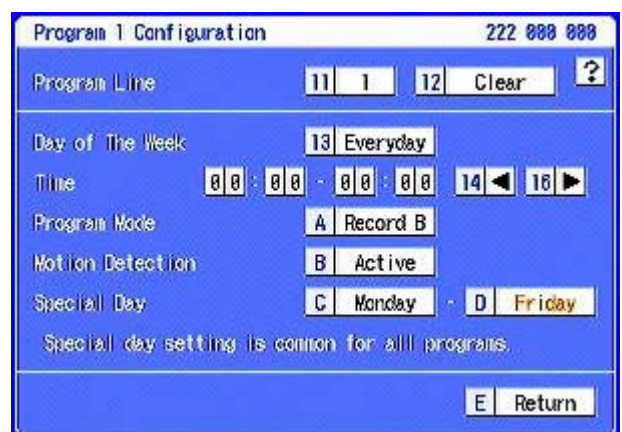 Program 1 Configuration 222 000 000
Program Line 11 1 12 Clear ?
Day of The Week 13 Everyday
Time 00:00 - 00:00 14 ◀ 16 ▶
Program Mode A Record B
Motion Detection B Active
Special Day C Monday - D Friday
Special day setting is common for all programs.
E Return